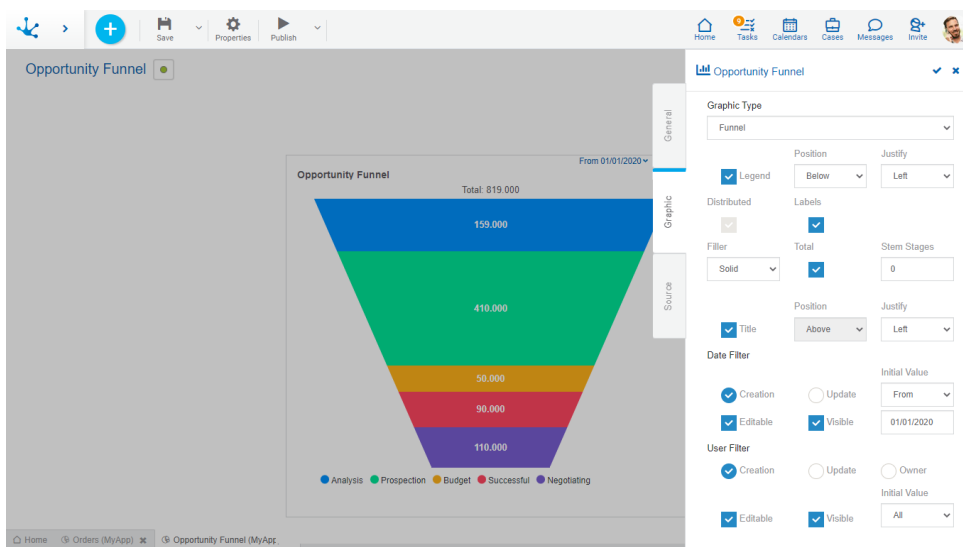 Save
Properties
Publish
9
Home
Tasks
Calendars
Cases
Messages
Invite
Opportunity Funnel
From 01/01/2020
Opportunity Funnel
Total: 819.000
159.000
410.000
50.000
90.000
110.000
Analysis Prospection Budget Successful Negotiating
General
Graphic
Source
Opportunity Funnel
Graphic Type
Funnel
Position Justify
Legend Below Left
Distributed Labels
Filler Total Stem Stages
Solid 0
Position Justify
Title Above Left
Date Filter
Initial Value
Creation Update From
Editable Visible 01/01/2020
User Filter
Creation Update Owner
Initial Value
Editable Visible All
Home Orders (MyApp) Opportunity Funnel (MyApp